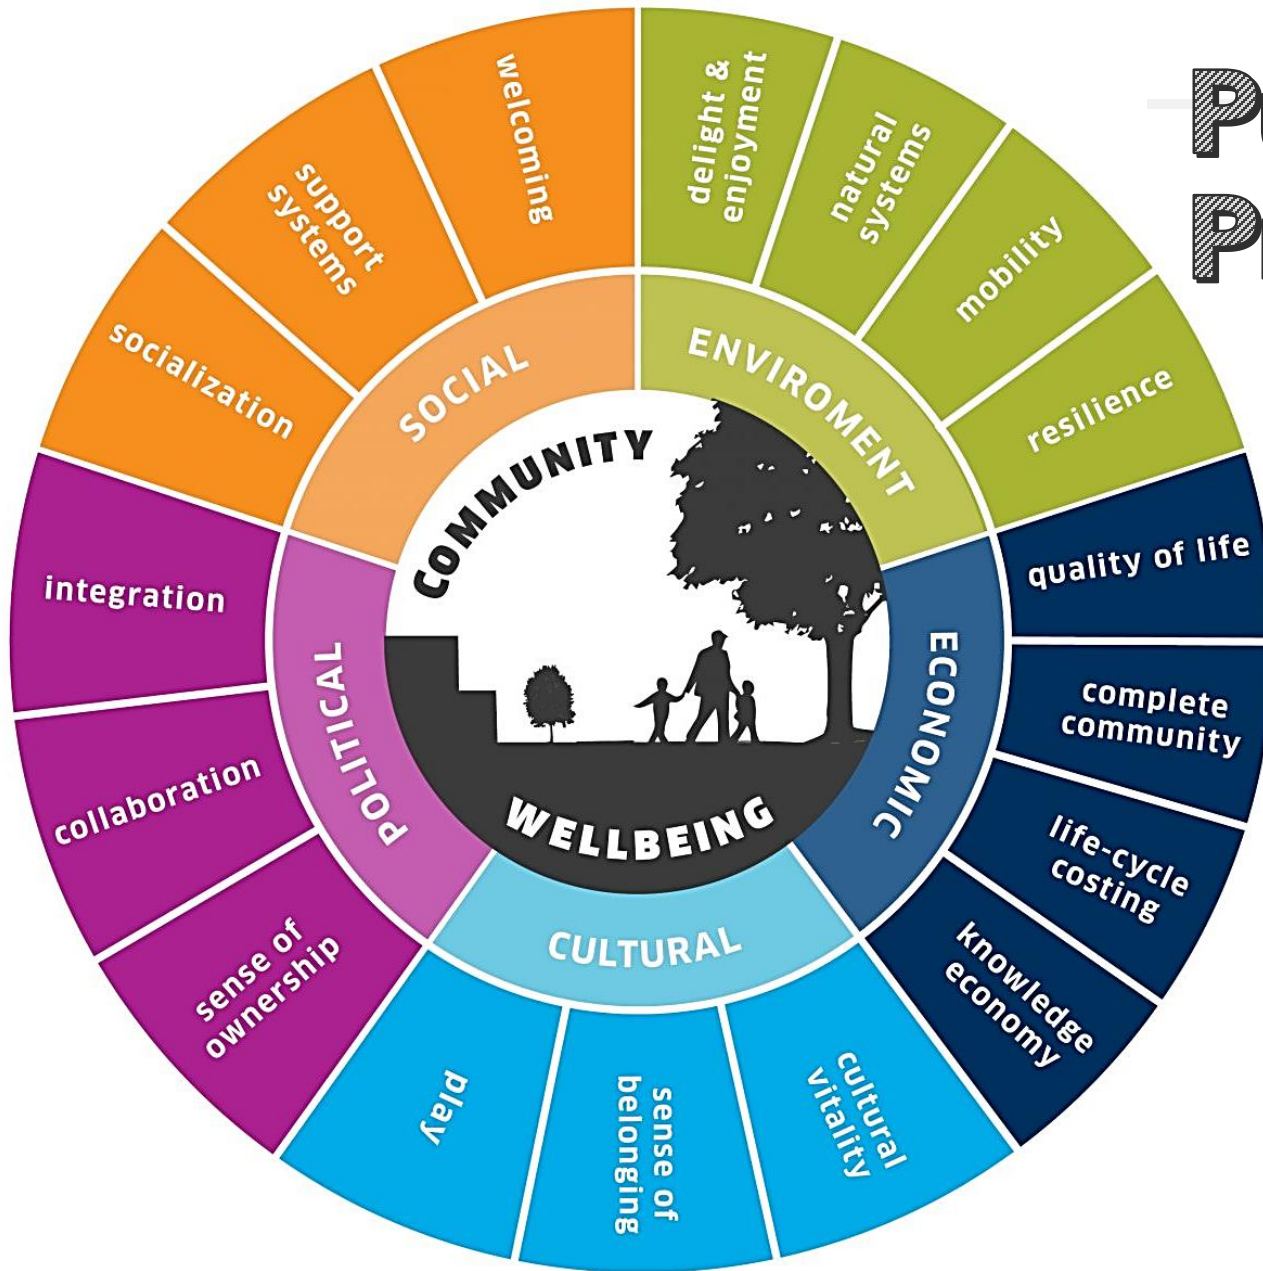 COMMUNITY
WELLBEING
ENVIROMENT
delight &
enjoyment
natural
systems
mobility
resilience
ECONOMIC
quality of life
complete
community
life-cycle
costing
knowledge
economy
CULTURAL
cultural
vitality
sense of
belonging
play
POLITICAL
sense of
ownership
collaboration
integration
SOCIAL
socialization
support
systems
welcoming